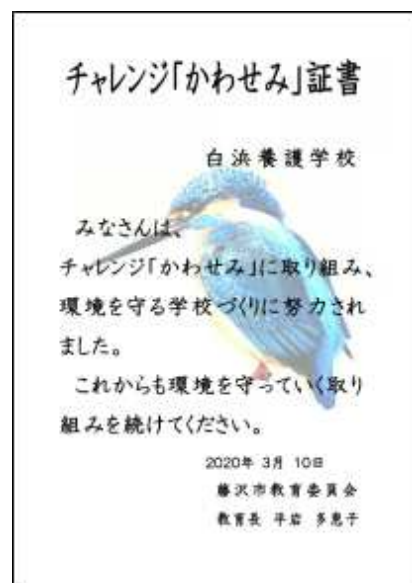 チャレンジ「かわせみ」証書
白浜養護学校
みなさんは、
チャレンジ「かわせみ」に取り組み、
環境を守る学校づくりに努力され
ました。
これからも環境を守っていく取り
組みを続けてください。
2020年 3月 10日
藤沢市教育委員会
教育長 平岩 多恵子